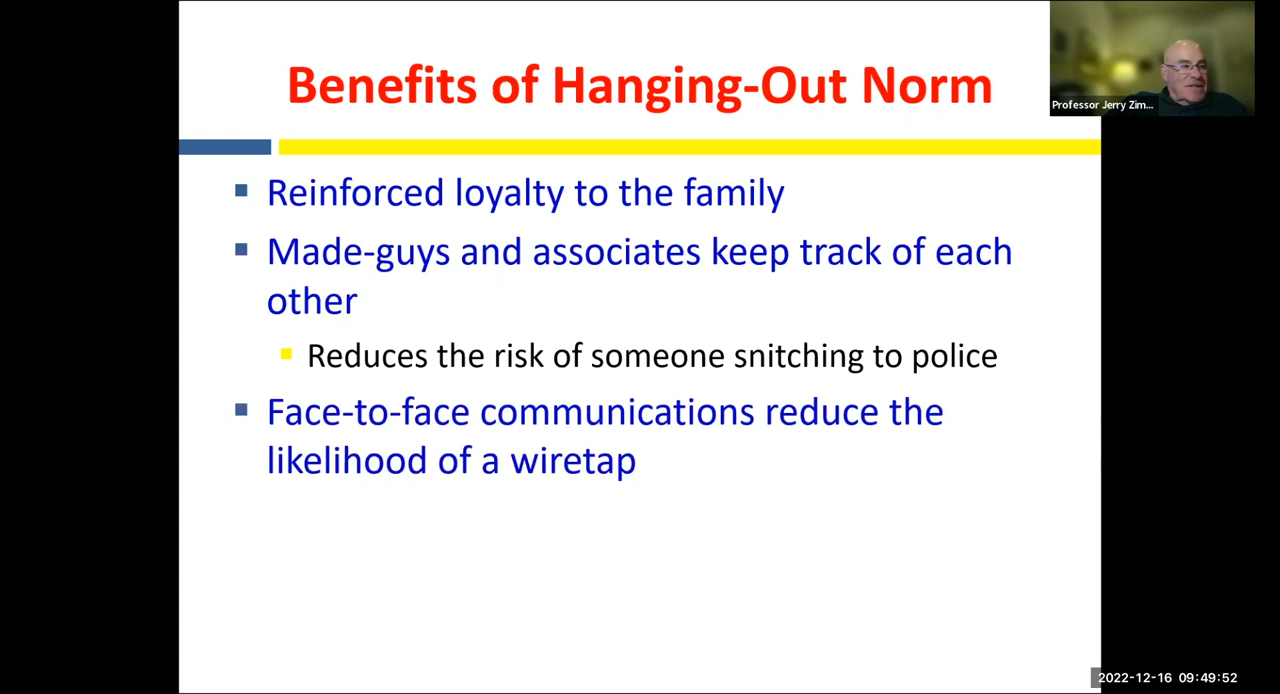 Benefits of Hanging-Out Norm
Professor Jerry Zim...
Reinforced loyalty to the family
Made-guys and associates keep track of each
other
Reduces the risk of someone snitching to police
Face-to-face communications reduce the
likelihood of a wiretap
2022-12-16 09:49:52